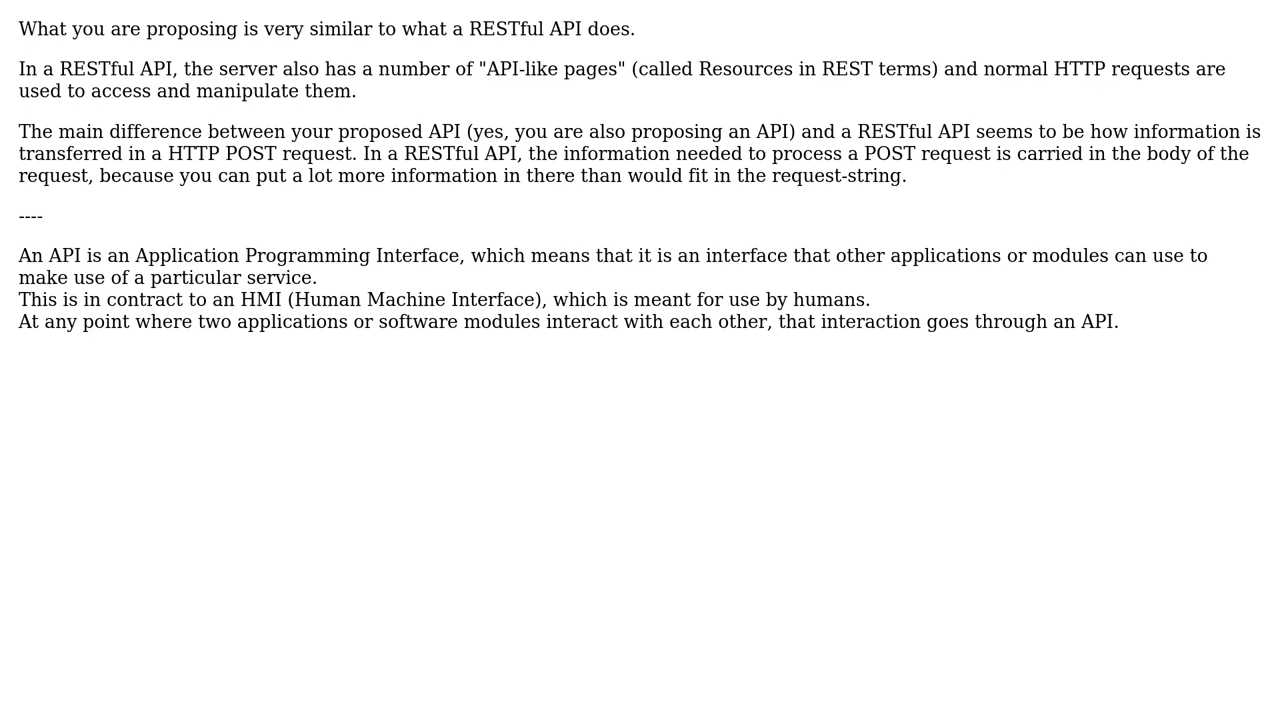 What you are proposing is very similar to what a RESTful API does.
In a RESTful API, the server also has a number of "API-like pages" (called Resources in REST terms) and normal HTTP requests are
used to access and manipulate them.
The main difference between your proposed API (yes, you are also proposing an API) and a RESTful API seems to be how information is
transferred in a HTTP POST request. In a RESTful API, the information needed to process a POST request is carried in the body of the
request, because you can put a lot more information in there than would fit in the request-string.
----
An API is an Application Programming Interface, which means that it is an interface that other applications or modules can use to
make use of a particular service.
This is in contract to an HMI (Human Machine Interface), which is meant for use by humans.
At any point where two applications or software modules interact with each other, that interaction goes through an API.